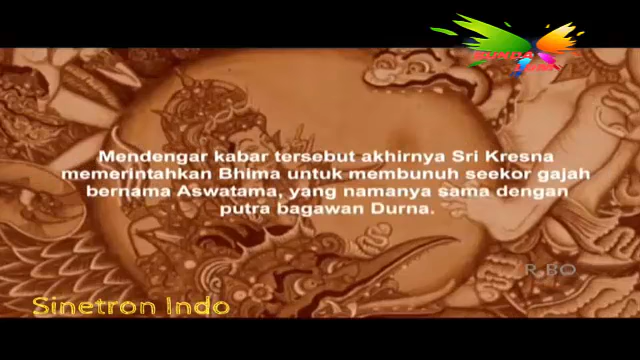 Mendengar kabar tersebut akhirnya Sri Kresna
memerintahkan Bhima untuk membunuh seekor gajah
bernama Aswatama, yang namanya sama dengan
putra bagawan Durna.
R BO
Sinetron Indo